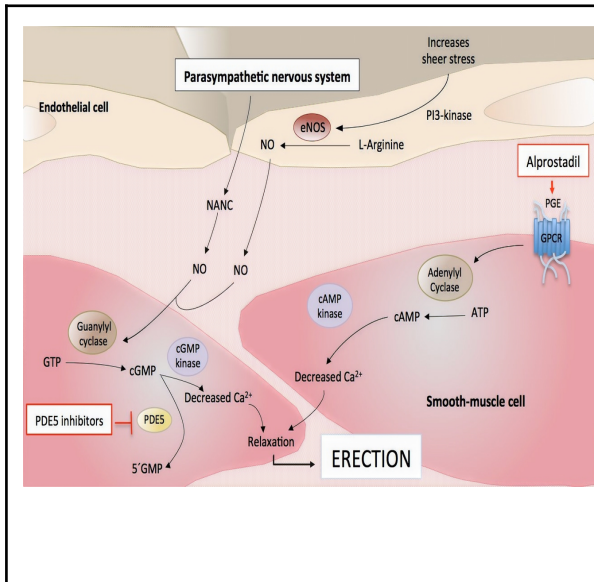 Increases
sheer stress
Parasympathetic nervous system
Endothelial cell
eNOS
PI3-kinase
NO
L-Arginine
Alprostadil
PGE
GPCR
NANC
NO
NO
Adenylyl
Cyclase
cAMP
kinase
cAMP
ATP
Guanylyl
cyclase
cGMP
kinase
GTP
cGMP
Decreased Ca²⁺
Decreased Ca²⁺
Smooth-muscle cell
PDE5 inhibitors
PDE5
Relaxation
5´GMP
ERECTION